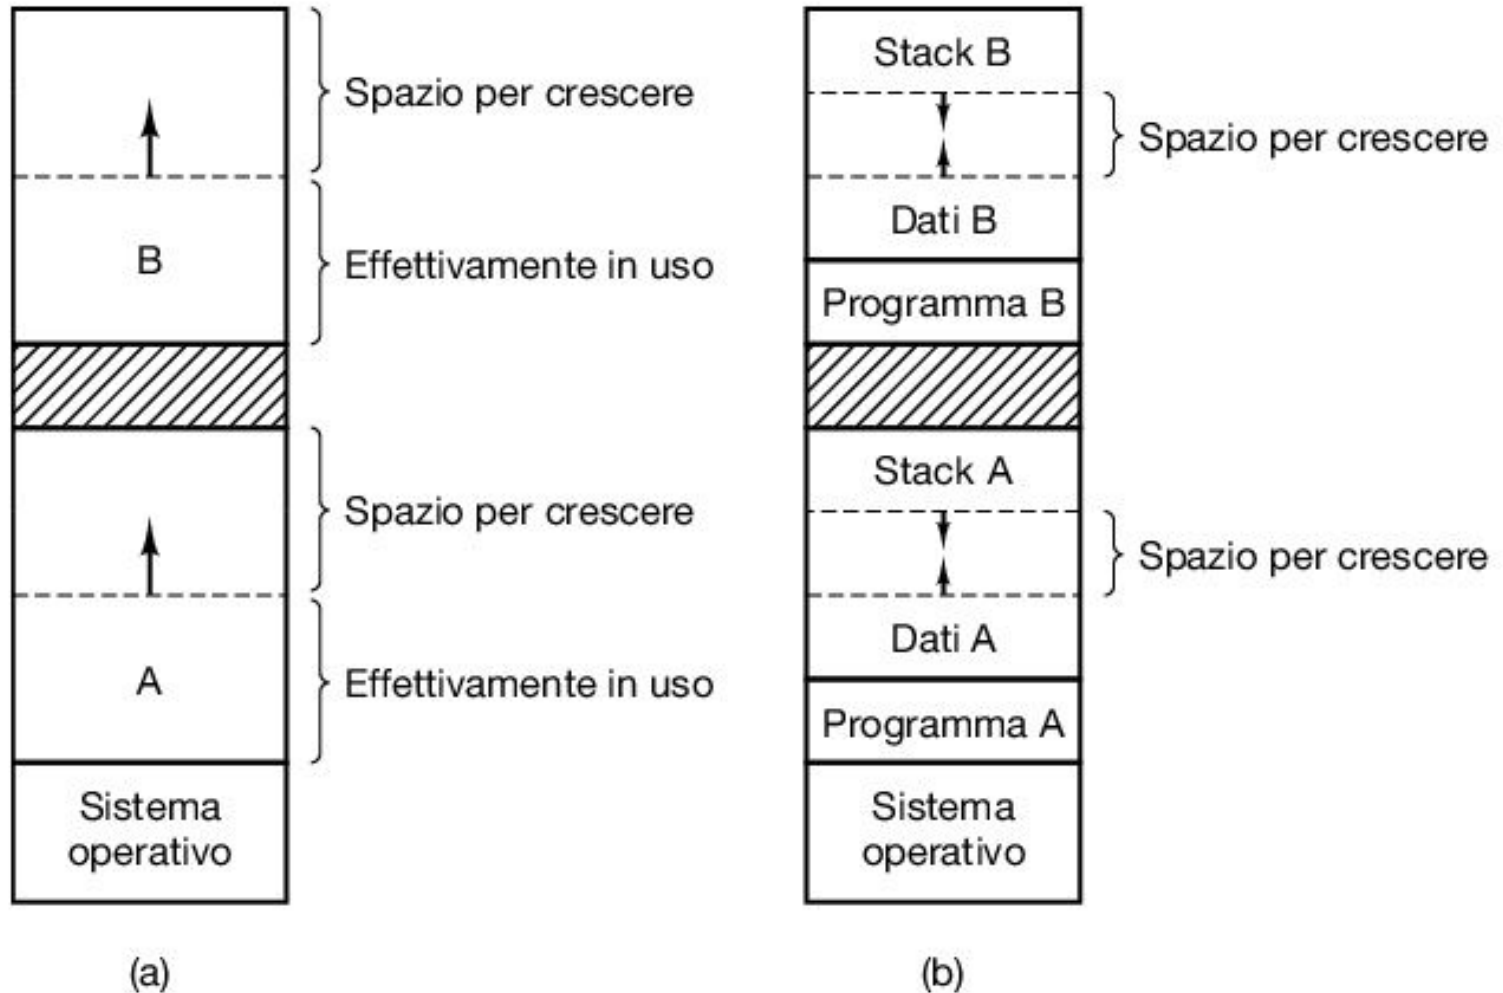 Spazio per crescere
B
Effettivamente in uso
Spazio per crescere
A
Effettivamente in uso
Sistema
operativo
(a)
Stack B
Spazio per crescere
Dati B
Programma B
Stack A
Spazio per crescere
Dati A
Programma A
Sistema
operativo
(b)